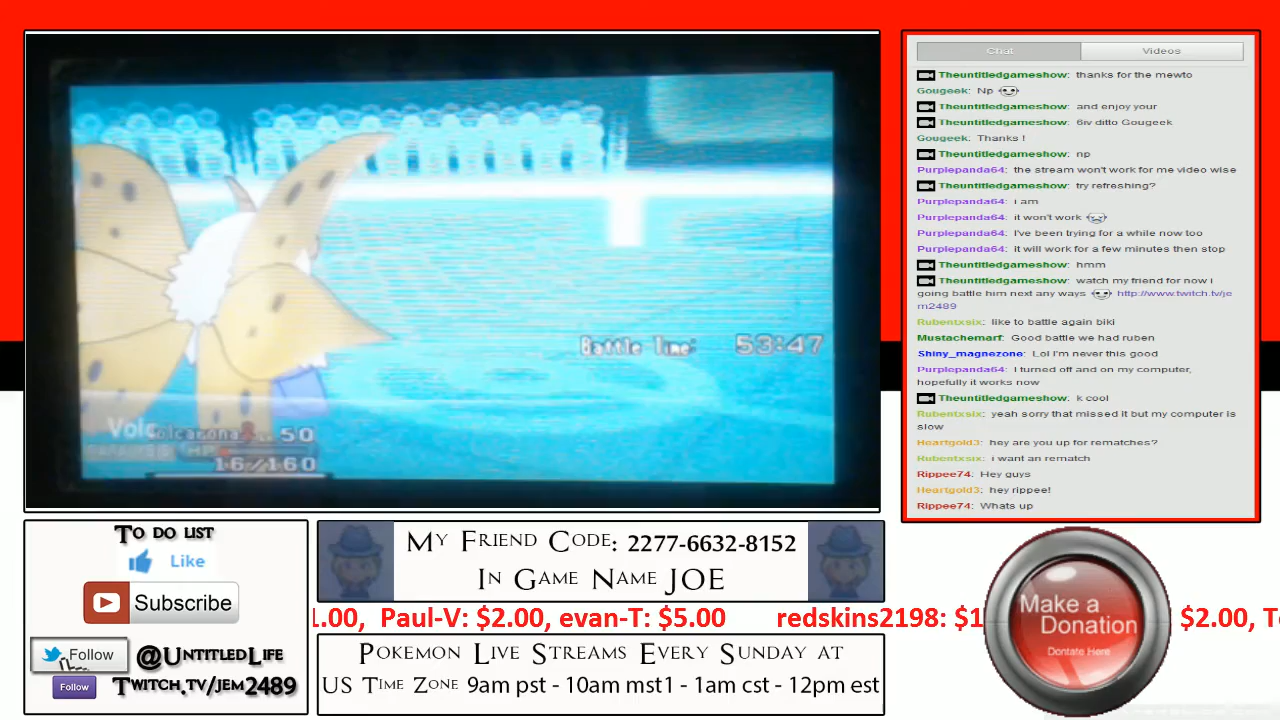 Chat Videos
Theuntitledgameshow: thanks for the mewto
Gougeek: Np
Theuntitledgameshow: and enjoy your
Theuntitledgameshow: 6iv ditto Gougeek
Gougeek: Thanks !
Theuntitledgameshow: np
Purplepanda64: the stream won't work for me video wise
Theuntitledgameshow: try refreshing?
Purplepanda64: i am
Purplepanda64: it won't work
Purplepanda64: I've been trying for a while now too
Purplepanda64: it will work for a few minutes then stop
Theuntitledgameshow: hmm
Theuntitledgameshow: watch my friend for now i
going battle him next any ways http://www.twitch.tv/je
m2489
Rubentxsix: like to battle again biki
Mustachemarf: Good battle we had ruben
Shiny_magnezone: Lol I'm never this good
Purplepanda64: I turned off and on my computer,
hopefully it works now
Theuntitledgameshow: k cool
Rubentxsix: yeah sorry that missed it but my computer is
slow
Heartgold3: hey are you up for rematches?
Rubentxsix: i want an rematch
Rippee74: Hey guys
Heartgold3: hey rippee!
Rippee74: Whats up
Battle Time: 53:47
Volcarona 50
HP
16/160
To do list
Like
Subscribe
Follow @UntitledLife
Follow Twitch.tv/jem2489
My Friend Code: 2277-6632-8152
In Game Name JOE
1.00, Paul-V: $2.00, evan-T: $5.00 redskins2198: $1 $2.00, T
Pokemon Live Streams Every Sunday at
US Time Zone 9am pst - 10am mst1 - 1am cst - 12pm est
Make a
Donation
Dontate Here